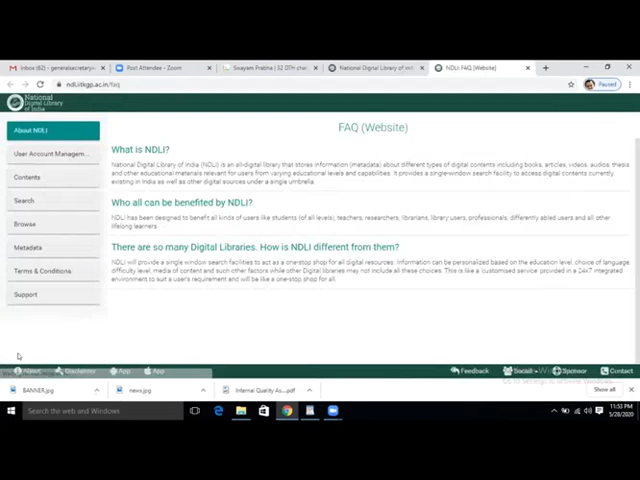 Inbox (62) - generalsecretaryw
Post Attendee - Zoom
Swayam Prabha | 32 DTH chan
National Digital Library of
NDLI: FAQ [Website]
ndl.iitkgp.ac.in/faq
Paused
National
Digital Library
of India
About NDLI
User Account Managem...
Contents
Search
Browse
Metadata
Terms & Conditions
Support
FAQ (Website)
What is NDLI?
National Digital Library of India (NDLI) is an all-digital library that stores information (metadata) about different types of digital contents including books, articles, videos, audios, thesis
and other educational materials relevant for users from varying educational levels and capabilities. It provides a single-window search facility to access digital contents currently
existing in India as well as other digital sources under a single umbrella.
Who all can be benefited by NDLI?
NDLI has been designed to benefit all kinds of users like students (of all levels), teachers, researchers, librarians, library users, professionals, differently abled users and all other
lifelong learners.
There are so many Digital Libraries. How is NDLI different from them?
NDLI will provide a single window search facilities to act as a one-stop shop for all digital resources. Information can be personalized based on the education level, choice of language,
difficulty level, media of content and such other factors while other Digital libraries may not include all these choices. This is like a 'customised service' provided in a 24x7 integrated
environment to suit a user's requirement and will be a one-stop shop for all.
About
Disclaimer
App
App
Feedback
Social
Sponsor
Contact
Go to Settings to activate Windows.
BANNER.jpg
news.jpg
Internal Quality As....pdf
Show all
Search the web and Windows
11:53 PM
5/28/2020